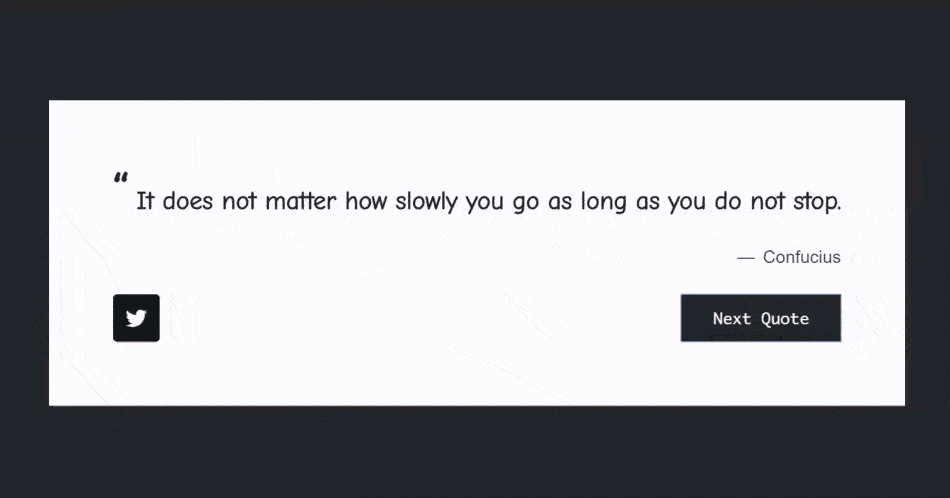 “ It does not matter how slowly you go as long as you do not stop.
— Confucius
Next Quote